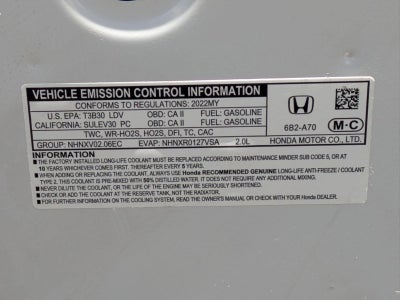 VEHICLE EMISSION CONTROL INFORMATION
CONFORMS TO REGULATIONS: 2022MY
U.S. EPA: T3B30 LDV OBD: CA II FUEL: GASOLINE
CALIFORNIA: SULEV30 PC OBD: CA II FUEL: GASOLINE
TWC, WR-HO2S, HO2S, DFI, TC, CAC
GROUP: NHNXV02.06EC EVAP: NHNXR0127VSA 2.0L
HONDA
6B2-A70 M-C
HONDA MOTOR CO., LTD.
INFORMATION
■ THE FACTORY INSTALLED LONG-LIFE COOLANT MUST BE REPLACED ACCORDING TO MAINTENANCE MINDER SUB CODE 5, OR AT
10 YEARS WHICHEVER COMES FIRST, THEREAFTER EVERY 5 YEARS.
■ WHEN ADDING OR REPLACING THE COOLANT, ALWAYS USE Honda RECOMMENDED GENUINE LONG-LIFE ANTI-FREEZE / COOLANT
TYPE 2. THIS COOLANT IS PRE-MIXED WITH 50% DISTILLED WATER. IT DOES NOT NEED ANY ADDITIONAL MIXING.
■ NEVER DILUTE THE COOLANT, OR THE LIFE OF THE ENGINE MAY BE SERIOUSLY DAMAGED.
■ CHECK OR ADD COOLANT AT THE RESERVE TANK, NOT THE RADIATOR.
■ FOR FURTHER INFORMATION ON THE COOLING SYSTEM, READ THE OWNER'S MANUAL OR CHECK WITH YOUR Honda DEALER.